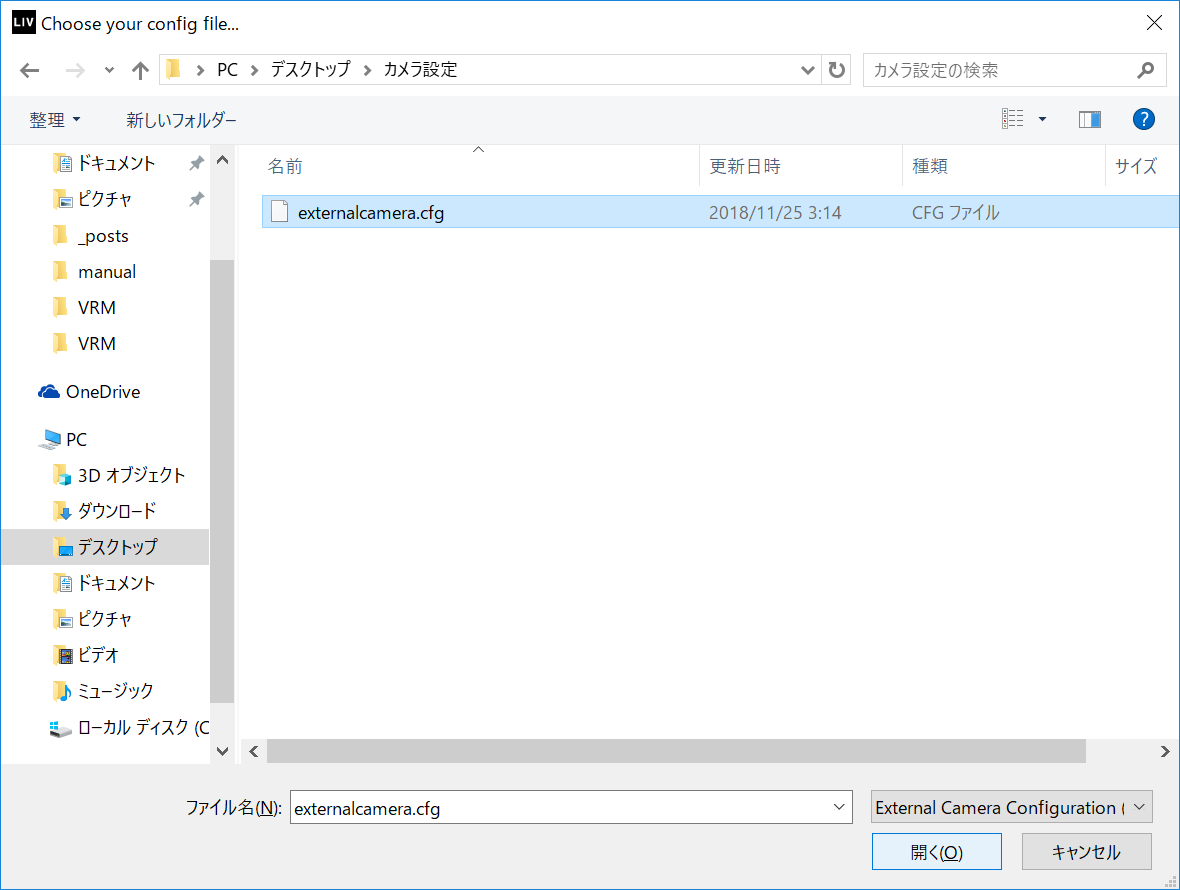 LIV Choose your config file...
PC デスクトップ カメラ設定 カメラ設定の検索
整理 新しいフォルダー ?
名前 更新日時 種類 サイズ
externalcamera.cfg 2018/11/25 3:14 CFG ファイル
ドキュメント
ピクチャ
_posts
manual
VRM
VRM
OneDrive
PC
3D オブジェクト
ダウンロード
デスクトップ
ドキュメント
ピクチャ
ビデオ
ミュージック
ローカル ディスク (C
ファイル名(N): externalcamera.cfg External Camera Configuration (
開く(O) キャンセル